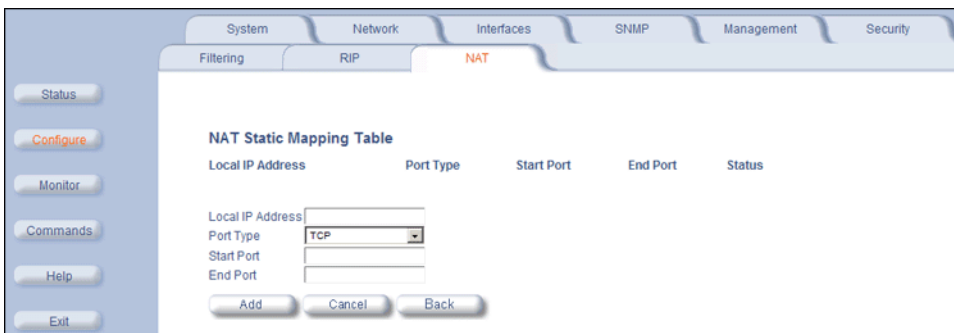 System Network Interfaces SNMP Management Security
Filtering RIP NAT
Status
Configure
Monitor
Commands
Help
Exit
NAT Static Mapping Table
Local IP Address Port Type Start Port End Port Status
Local IP Address
Port Type TCP
Start Port
End Port
Add Cancel Back